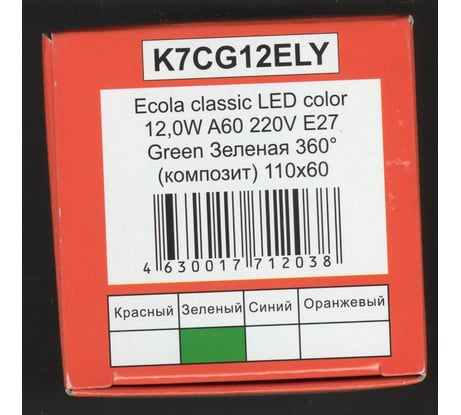 K7CG12ELY
Ecola classic LED color
12,0W A60 220V E27
Green Зеленая 360°
(композит) 110x60
4 630017 712038
Красный Зеленый Синий Оранжевый